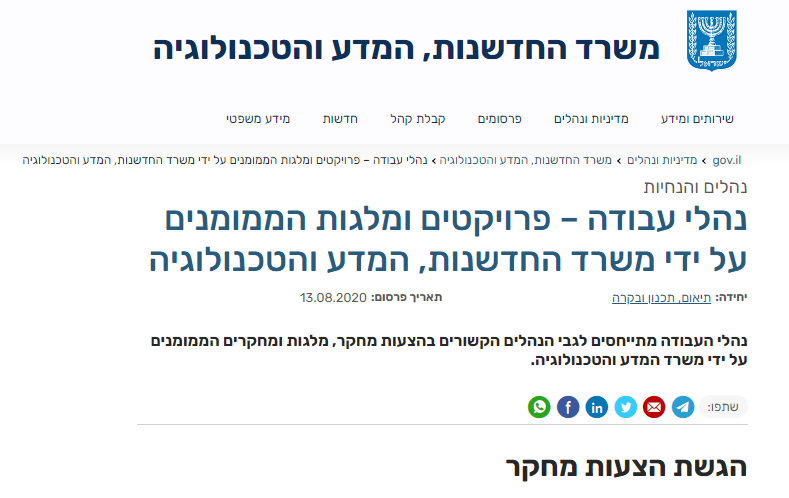 משרד החדשנות, המדע והטכנולוגיה
שירותים ומידע מדיניות ונהלים פרסומים קבלת קהל חדשות מידע משפטי
gov.il › מדיניות ונהלים › משרד החדשנות, המדע והטכנולוגיה › נהלי עבודה – פרויקטים ומלגות הממומנים על ידי משרד החדשנות, המדע והטכנולוגיה
נהלים והנחיות
נהלי עבודה – פרויקטים ומלגות הממומנים
על ידי משרד החדשנות, המדע והטכנולוגיה
יחידה: תיאום, תכנון ובקרה תאריך פרסום: 13.08.2020
נהלי העבודה מתייחסים לגבי הנהלים הקשורים בהצעות מחקר, מלגות ומחקרים הממומנים
על ידי משרד המדע והטכנולוגיה.
שתפו:
הגשת הצעות מחקר